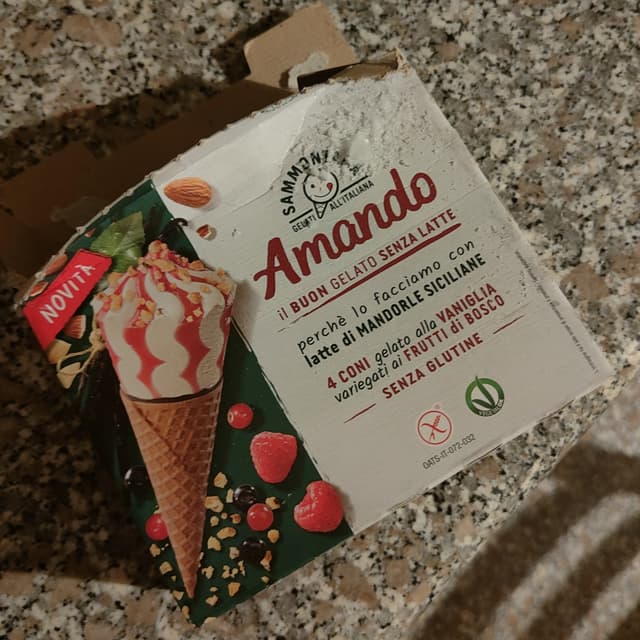 SAMMONTANA
GELATI ALL'ITALIANA
Amando
il BUON GELATO SENZA LATTE
perchè lo facciamo con
latte di MANDORLE SICILIANE
4 CONI gelato alla VANIGLIA
variegati ai FRUTTI di BOSCO
SENZA GLUTINE
OATS-IT-072-032
NOVITÀ